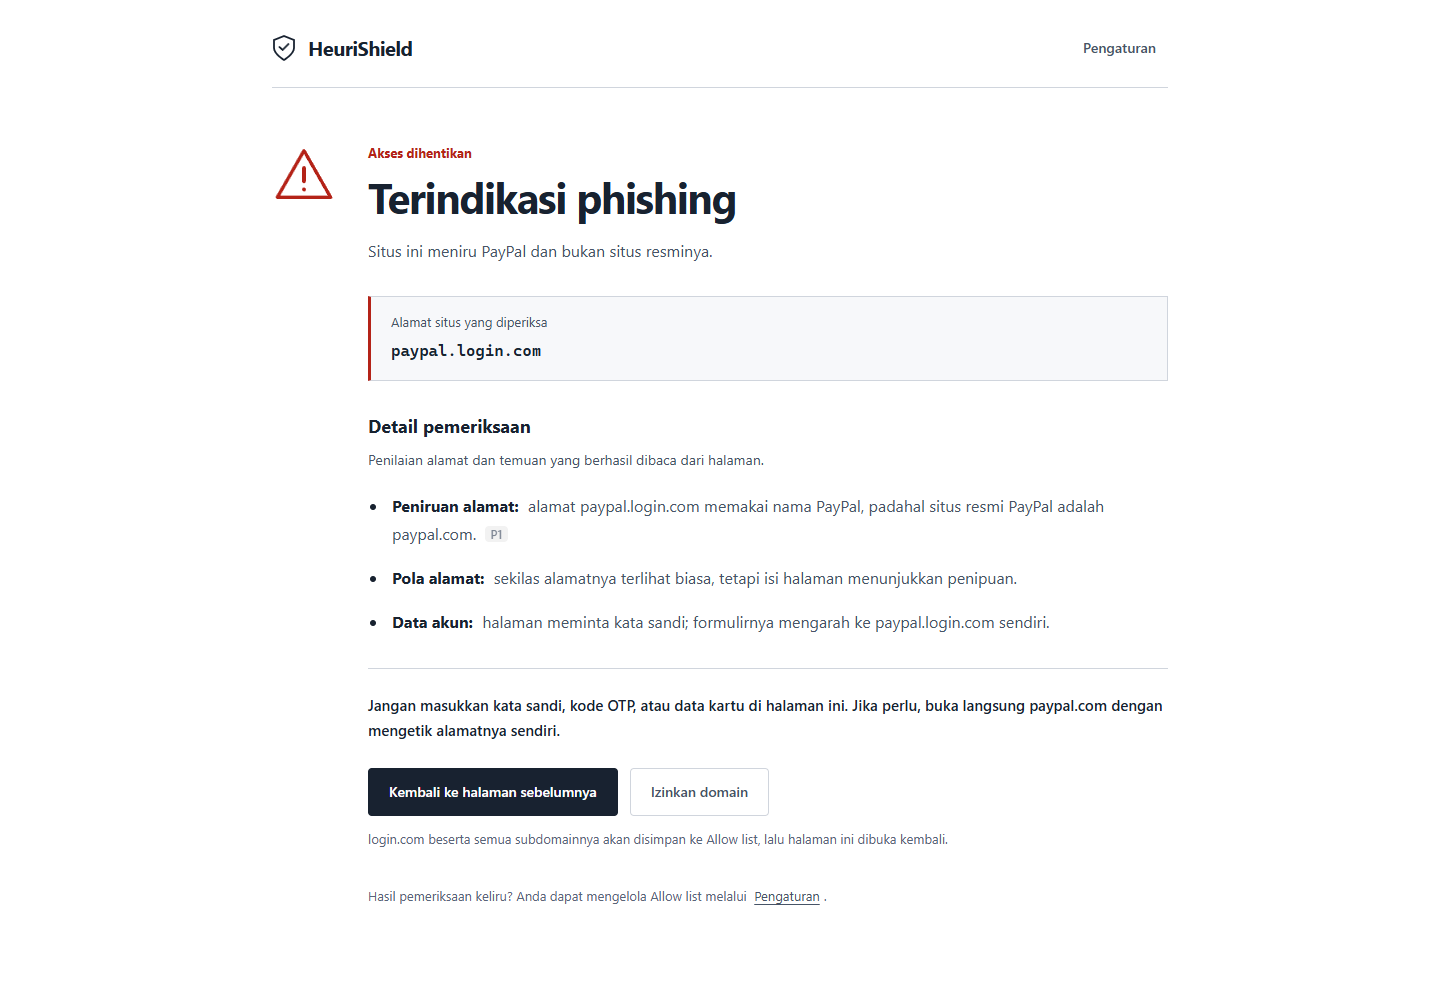 HeuriShield
Pengaturan
Akses dihentikan
Terindikasi phishing
Situs ini meniru PayPal dan bukan situs resminya.
Alamat situs yang diperiksa
paypal.login.com
Detail pemeriksaan
Penilaian alamat dan temuan yang berhasil dibaca dari halaman.
• Peniruan alamat: alamat paypal.login.com memakai nama PayPal, padahal situs resmi PayPal adalah
paypal.com. P1
• Pola alamat: sekilas alamatnya terlihat biasa, tetapi isi halaman menunjukkan penipuan.
• Data akun: halaman meminta kata sandi; formulirnya mengarah ke paypal.login.com sendiri.
Jangan masukkan kata sandi, kode OTP, atau data kartu di halaman ini. Jika perlu, buka langsung paypal.com dengan
mengetik alamatnya sendiri.
Kembali ke halaman sebelumnya
Izinkan domain
login.com beserta semua subdomainnya akan disimpan ke Allow list, lalu halaman ini dibuka kembali.
Hasil pemeriksaan keliru? Anda dapat mengelola Allow list melalui Pengaturan .